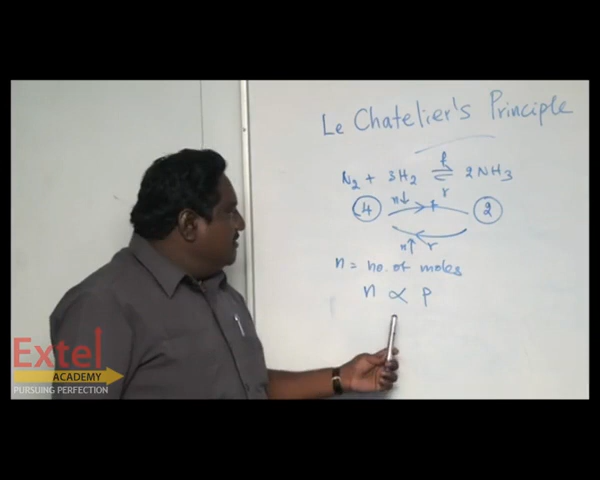 Le Chatelier's Principle
N₂ + 3H₂ ⇌ 2NH₃
f
r
4
n↓
f
2
n↑ r
n = no. of moles
n ∝ P
Extel
ACADEMY
PURSUING PERFECTION